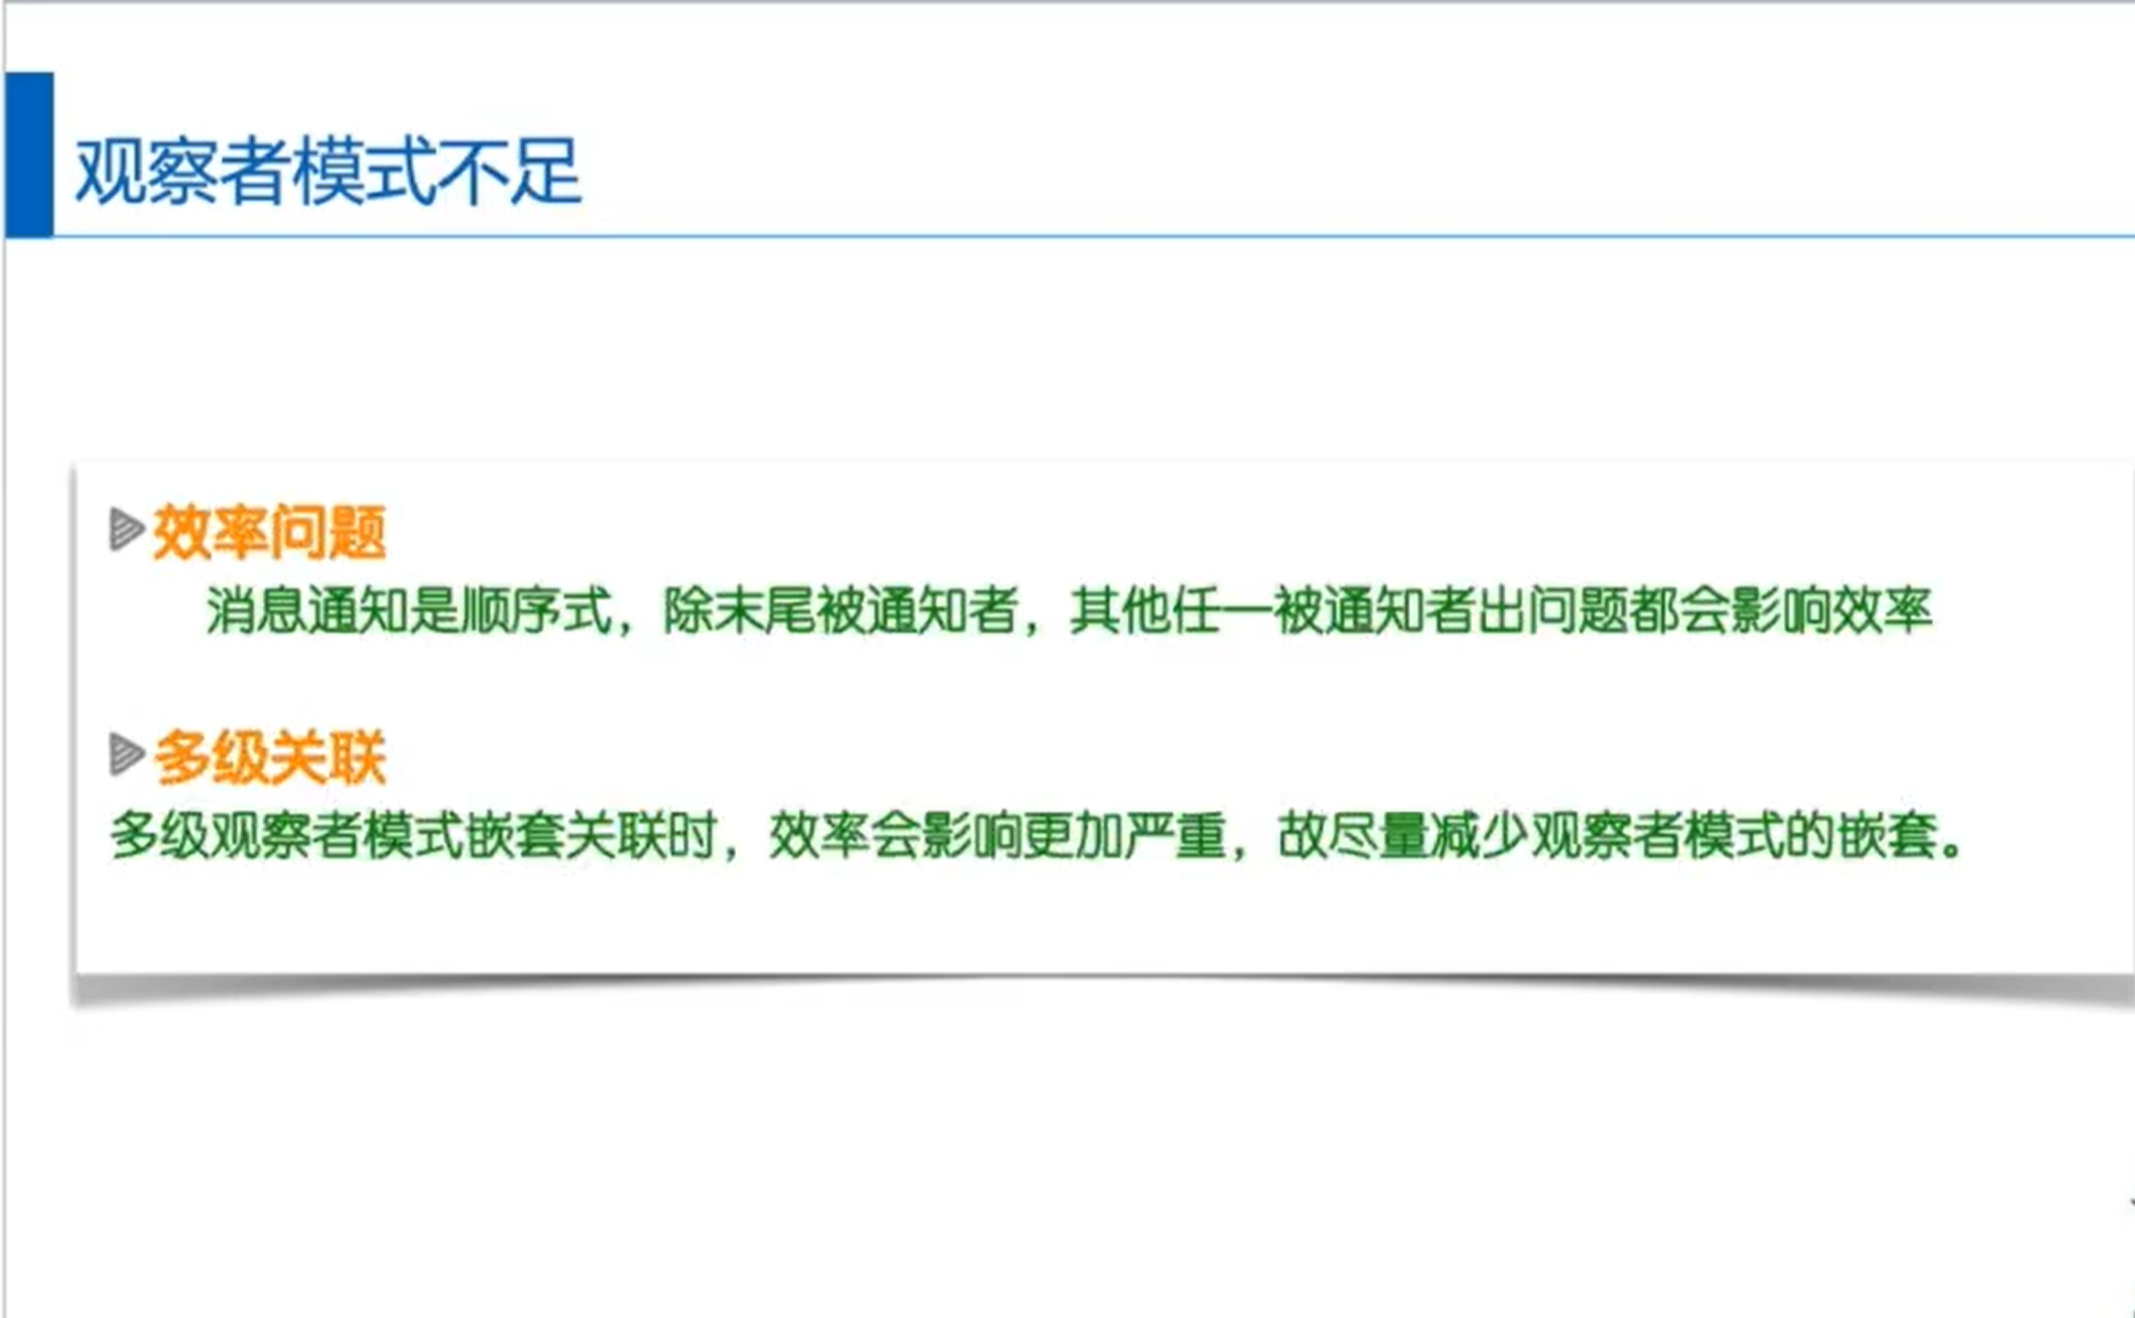 观察者模式不足
效率问题
消息通知是顺序式，除末尾被通知者，其他任一被通知者出问题都会影响效率
多级关联
多级观察者模式嵌套关联时，效率会影响更加严重，故尽量减少观察者模式的嵌套。